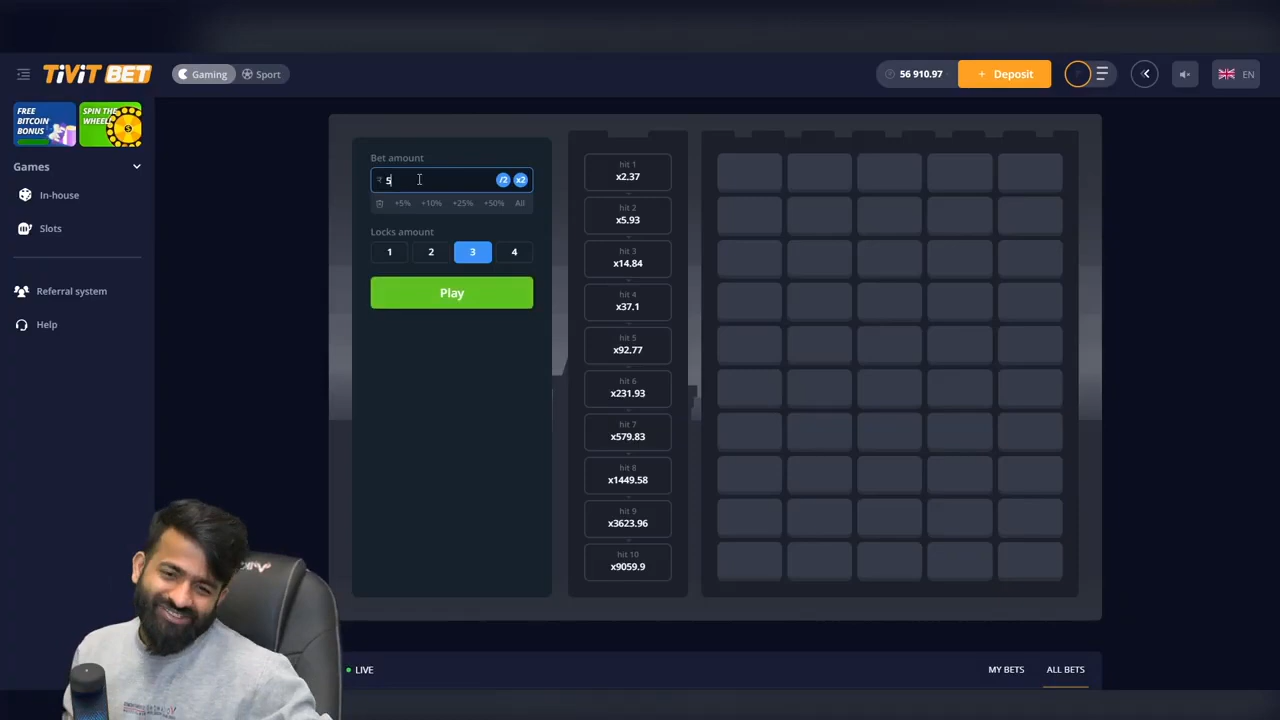 TiViT BET
Gaming
Sport
56 910.97
+ Deposit
EN
FREE BITCOIN BONUS
SPIN THE WHEEL
Games
In-house
Slots
Referral system
Help
Bet amount
5
/2
x2
+5%
+10%
+25%
+50%
All
Locks amount
1
2
3
4
Play
hit 1
x2.37
hit 2
x5.93
hit 3
x14.84
hit 4
x37.1
hit 5
x92.77
hit 6
x231.93
hit 7
x579.83
hit 8
x1449.58
hit 9
x3623.96
hit 10
x9059.9
LIVE
MY BETS
ALL BETS